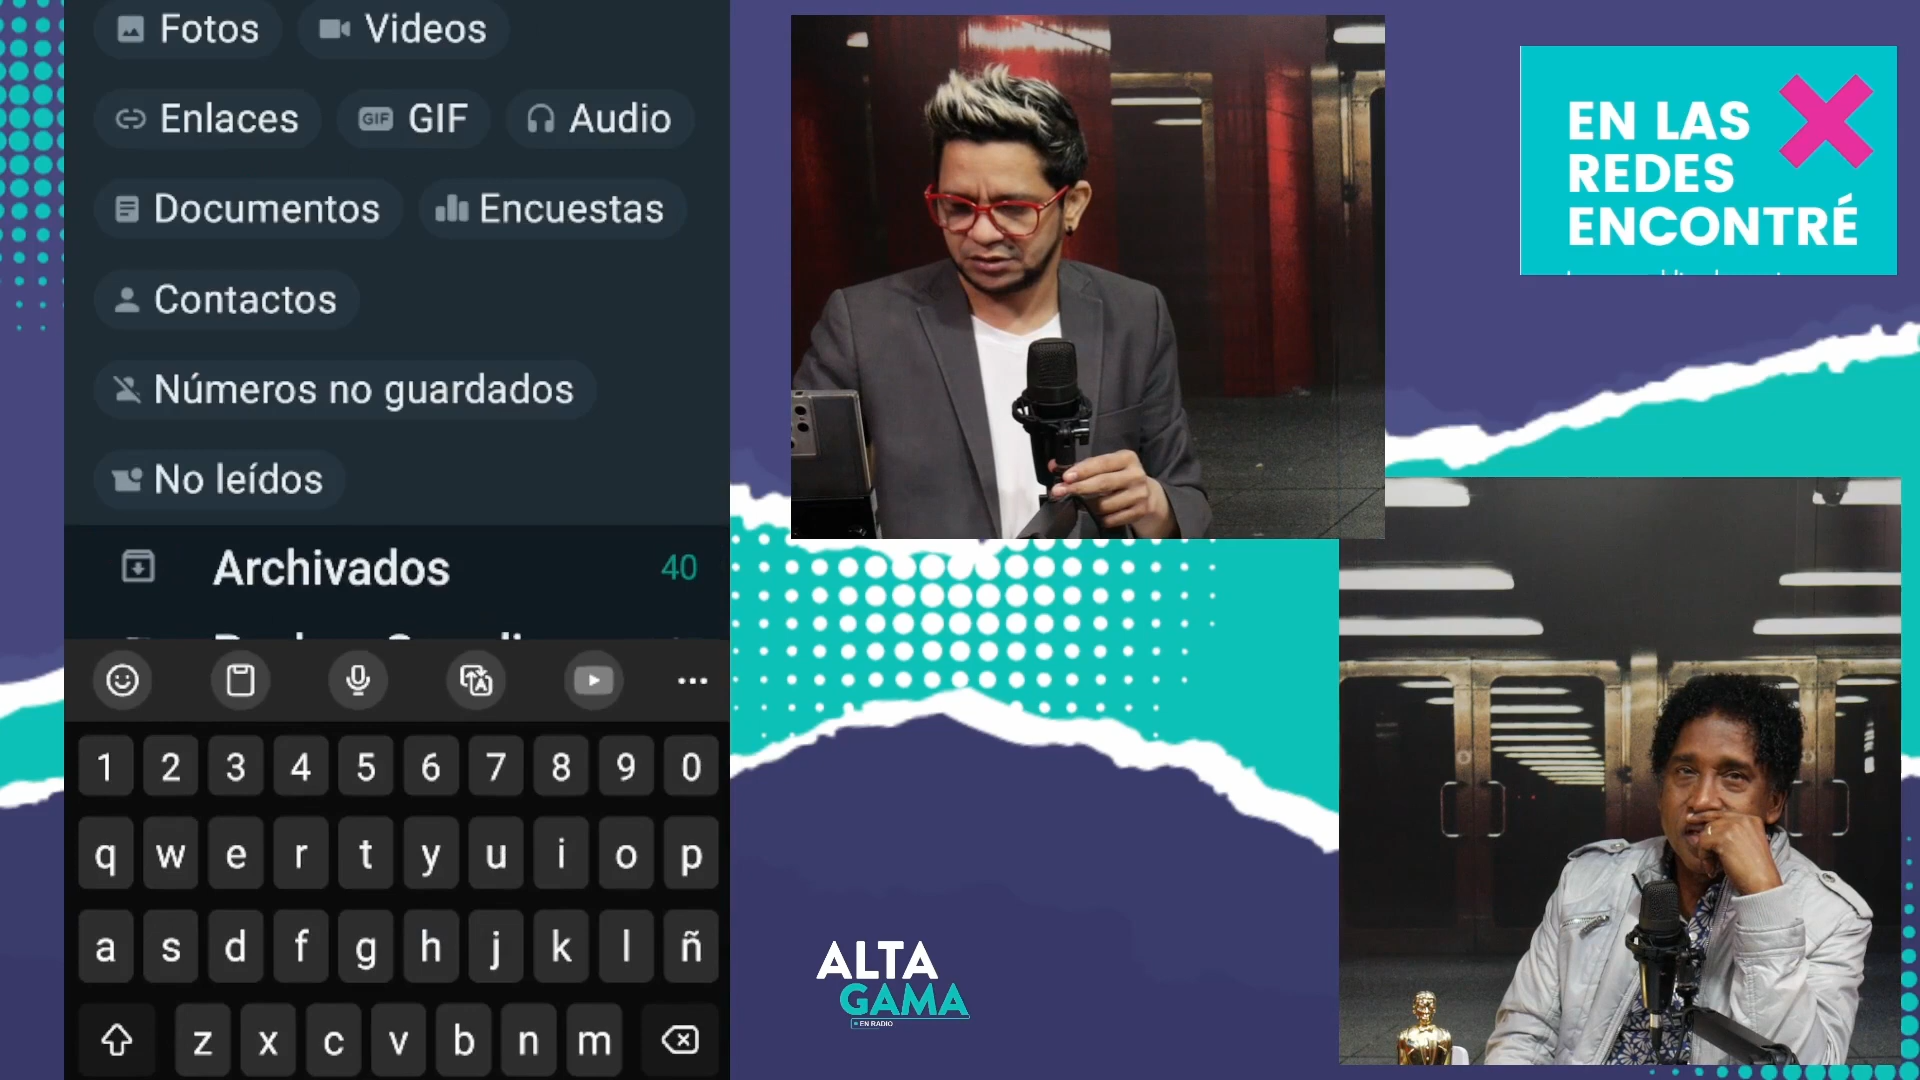 Fotos
Videos
Enlaces
GIF GIF
Audio
Documentos
Encuestas
Contactos
Números no guardados
No leídos
Archivados 40
1 2 3 4 5 6 7 8 9 0
q w e r t y u i o p
a s d f g h j k l ñ
z x c v b n m
EN LAS
REDES
ENCONTRÉ
ALTA
GAMA
EN RADIO